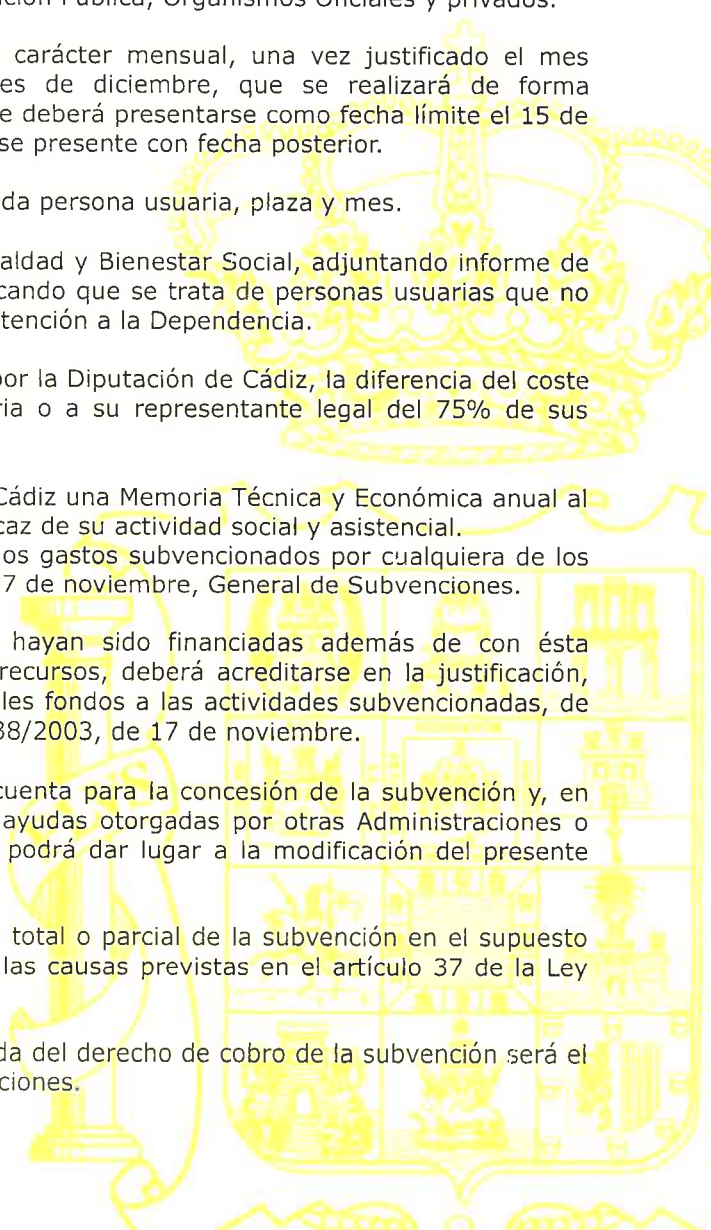 ción Pública, Organismos Oficiales y privados.
carácter mensual, una vez justificado el mes
es de diciembre, que se realizará de forma
e deberá presentarse como fecha límite el 15 de
se presente con fecha posterior.
da persona usuaria, plaza y mes.
aldad y Bienestar Social, adjuntando informe de
cando que se trata de personas usuarias que no
tención a la Dependencia.
por la Diputación de Cádiz, la diferencia del coste
ria o a su representante legal del 75% de sus
Cádiz una Memoria Técnica y Económica anual al
caz de su actividad social y asistencial.
os gastos subvencionados por cualquiera de los
7 de noviembre, General de Subvenciones.
hayan sido financiadas además de con ésta
recursos, deberá acreditarse en la justificación,
les fondos a las actividades subvencionadas, de
38/2003, de 17 de noviembre.
cuenta para la concesión de la subvención y, en
ayudas otorgadas por otras Administraciones o
podrá dar lugar a la modificación del presente
total o parcial de la subvención en el supuesto
las causas previstas en el artículo 37 de la Ley
da del derecho de cobro de la subvención será el
ciones.